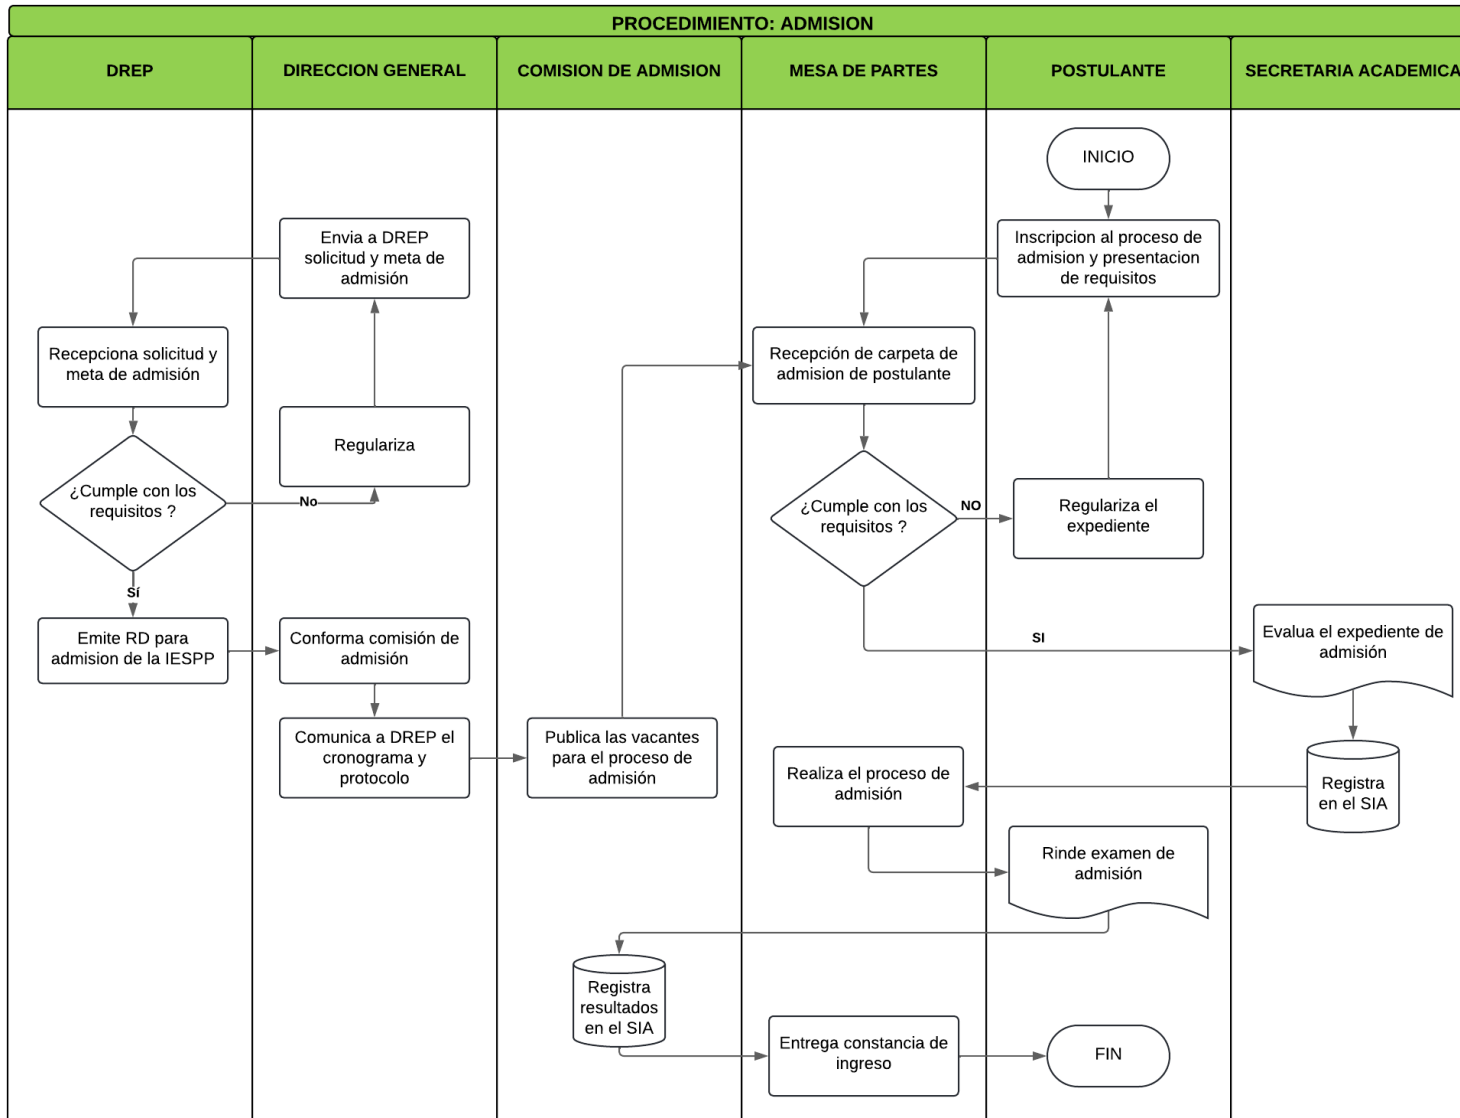 PROCEDIMIENTO: ADMISION
DREP
DIRECCION GENERAL
COMISION DE ADMISION
MESA DE PARTES
POSTULANTE
SECRETARIA ACADEMICA
INICIO
Envia a DREP
solicitud y meta de
admisión
Inscripcion al proceso de
admision y presentacion
de requisitos
Recepciona solicitud y
meta de admisión
Recepción de carpeta de
admision de postulante
Regulariza
¿Cumple con los
requisitos ?
No
¿Cumple con los
requisitos ?
NO
Regulariza el
expediente
Sí
Emite RD para
admision de la IESPP
Conforma comisión de
admisión
SI
Evalua el expediente de
admisión
Comunica a DREP el
cronograma y
protocolo
Publica las vacantes
para el proceso de
admisión
Realiza el proceso de
admisión
Registra
en el SIA
Rinde examen de
admisión
Registra
resultados
en el SIA
Entrega constancia de
ingreso
FIN